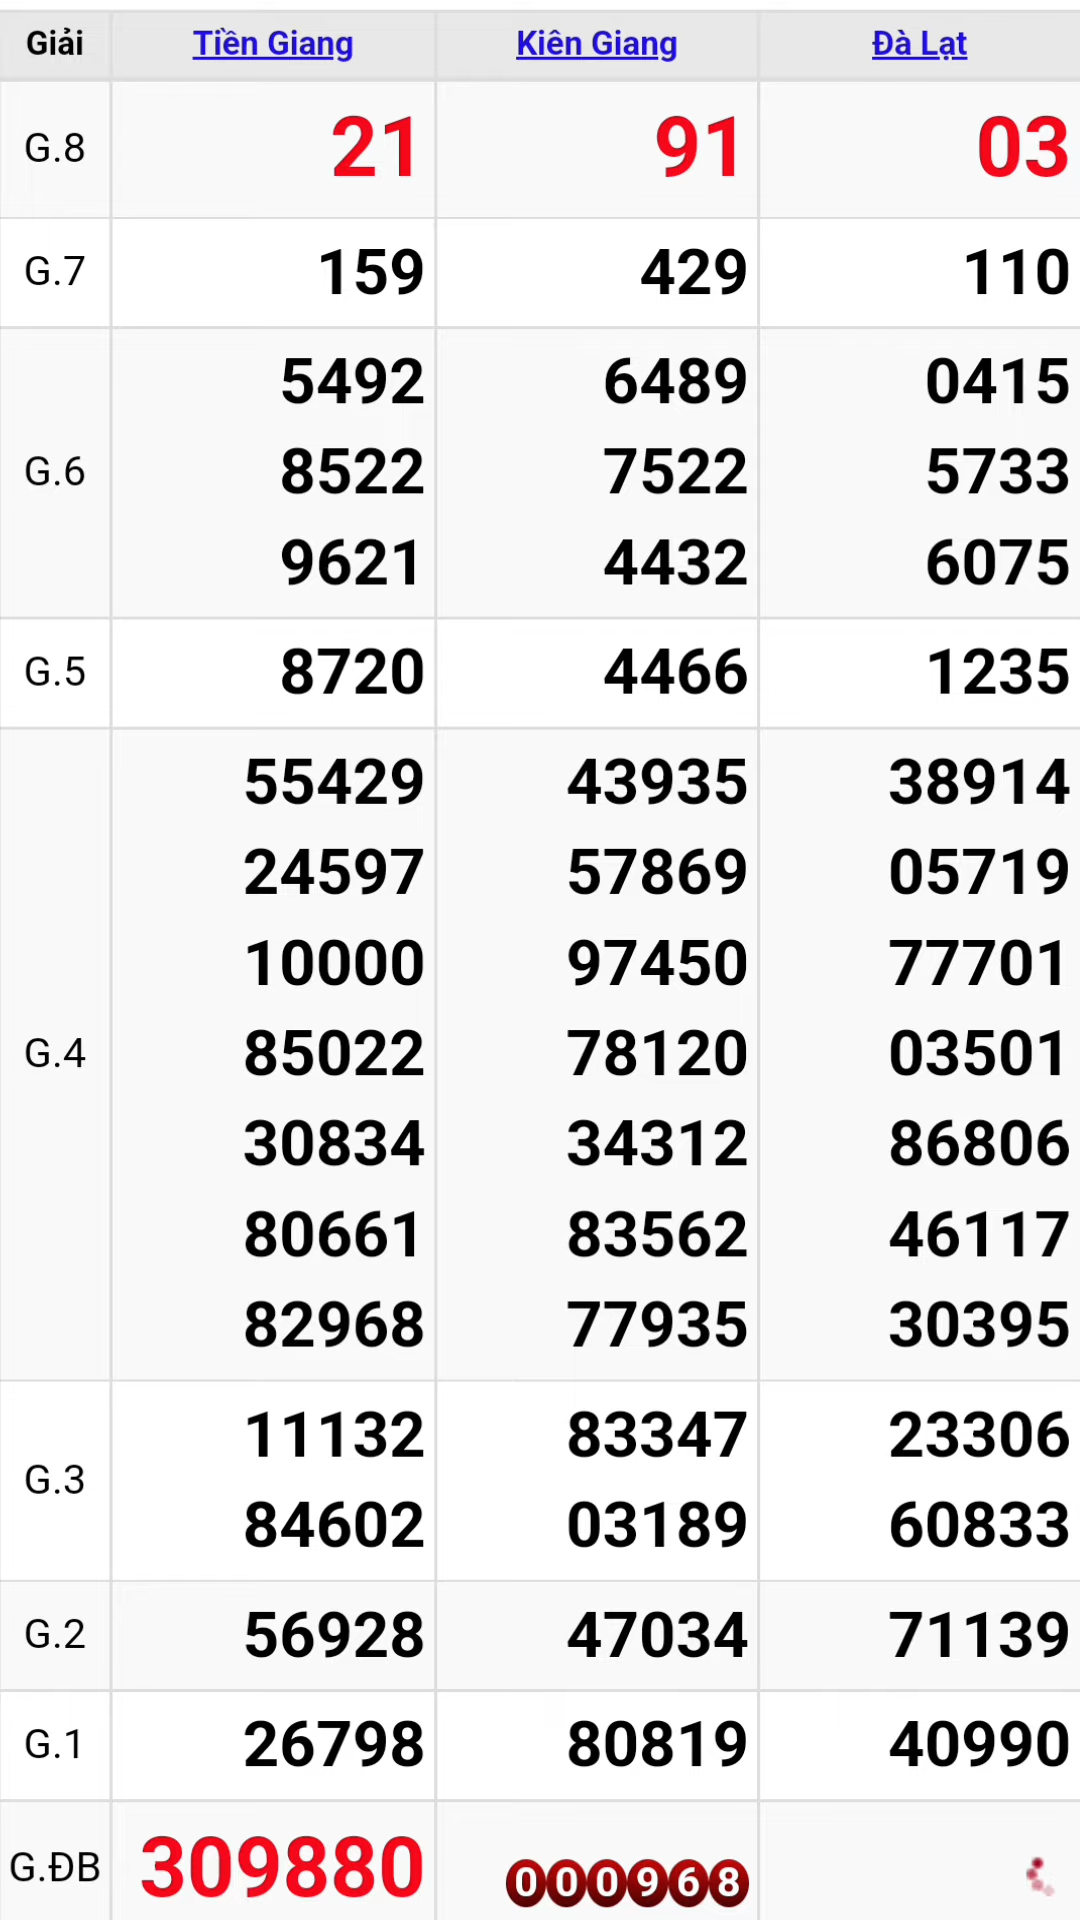 Giải Tiền Giang Kiên Giang Đà Lạt
G.8 21 91 03
G.7 159 429 110
5492 6489 0415
G.6 8522 7522 5733
9621 4432 6075
G.5 8720 4466 1235
55429 43935 38914
24597 57869 05719
10000 97450 77701
G.4 85022 78120 03501
30834 34312 86806
80661 83562 46117
82968 77935 30395
G.3 11132 83347 23306
84602 03189 60833
G.2 56928 47034 71139
G.1 26798 80819 40990
G.ĐB 309880 000968